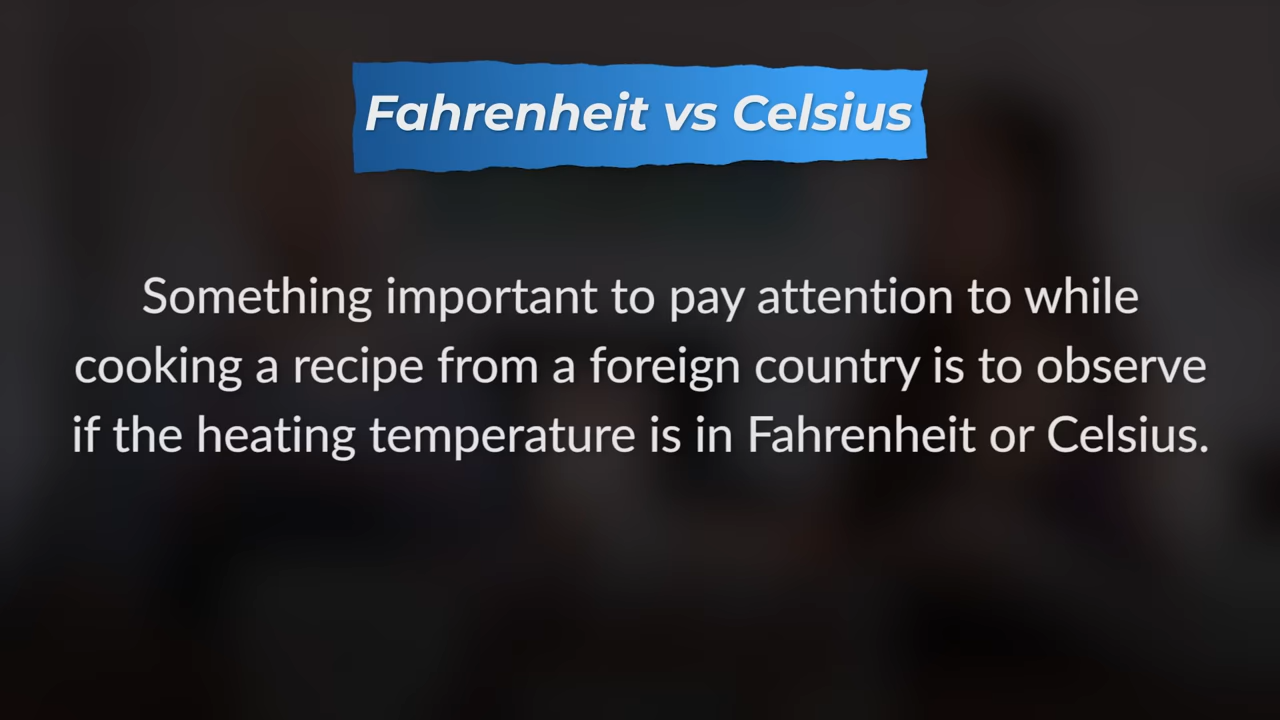 Fahrenheit vs Celsius
Something important to pay attention to while
cooking a recipe from a foreign country is to observe
if the heating temperature is in Fahrenheit or Celsius.